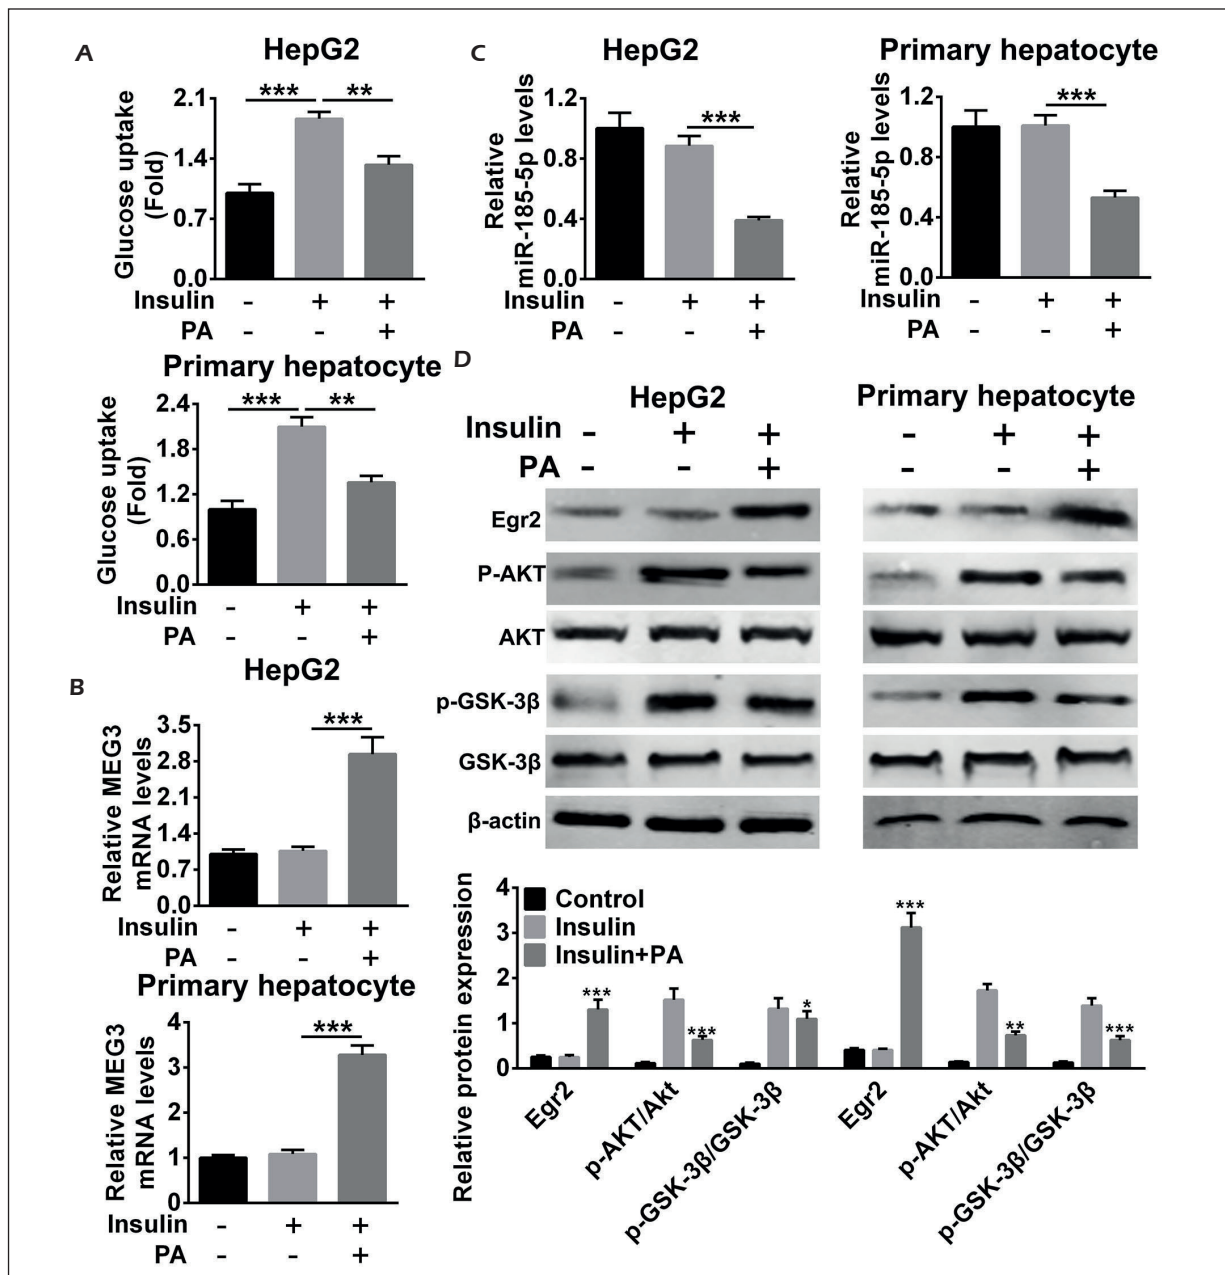 A
HepG2
Glucose uptake
(Fold)
2.1
1.4
0.7
0.0
*** **
Insulin - + +
PA - - +
Primary hepatocyte
Glucose uptake
(Fold)
2.4
1.8
1.2
0.6
0.0
*** **
Insulin - + +
PA - - +
B
HepG2
Relative MEG3
mRNA levels
3.5
2.8
2.1
1.4
0.7
0.0
***
Insulin - + +
PA - - +
Primary hepatocyte
Relative MEG3
mRNA levels
4
3
2
1
0
***
Insulin - + +
PA - - +
C
HepG2
Relative
miR-185-5p levels
1.2
0.8
0.4
0.0
***
Insulin - + +
PA - - +
Primary hepatocyte
Relative
miR-185-5p levels
1.2
0.8
0.4
0.0
***
Insulin - + +
PA - - +
D
HepG2 Primary hepatocyte
Insulin - + + - + +
PA - - + - - +
Egr2
P-AKT
AKT
p-GSK-3β
GSK-3β
β-actin
Relative protein expression
4
3
2
1
0
Control
Insulin
Insulin+PA
*** *** * *** ** ***
Egr2
p-AKT/Akt
p-GSK-3β/GSK-3β
Egr2
p-AKT/Akt
p-GSK-3β/GSK-3β